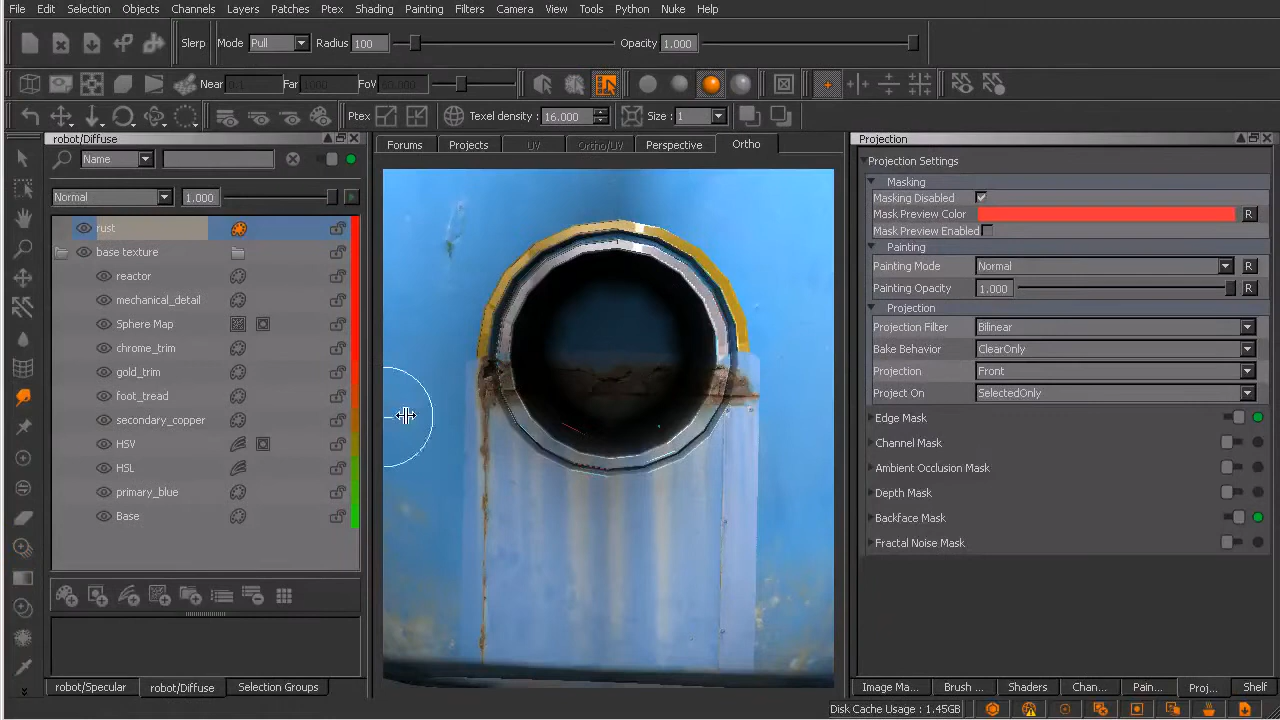 File Edit Selection Objects Channels Layers Patches Ptex Shading Painting Filters Camera View Tools Python Nuke Help
Slerp Mode Pull Radius 100 Opacity 1.000
Near 0.1 Far 1000 FoV
Ptex Texel density: 16.000 Size : 1
robot/Diffuse
Name
Normal 1.000
rust
base texture
reactor
mechanical_detail
Sphere Map
chrome_trim
gold_trim
foot_tread
secondary_copper
HSV
HSL
primary_blue
Base
robot/Specular robot/Diffuse Selection Groups
Forums Projects UV Ortho/UV Perspective Ortho
Projection
Projection Settings
Masking
Masking Disabled
Mask Preview Color R
Mask Preview Enabled
Painting
Painting Mode Normal R
Painting Opacity 1.000 R
Projection
Projection Filter Bilinear
Bake Behavior ClearOnly
Projection Front
Project On SelectedOnly
Edge Mask
Channel Mask
Ambient Occlusion Mask
Depth Mask
Backface Mask
Fractal Noise Mask
Image Ma... Brush ... Shaders Chan... Pain... Proj... Shelf
Disk Cache Usage : 1.45GB